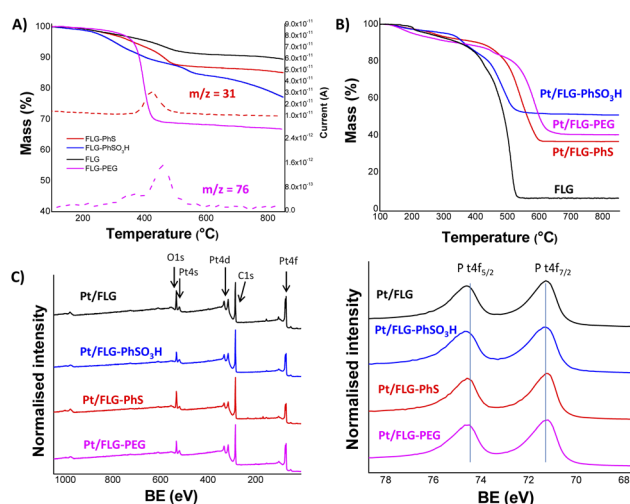 A)
100
90
80
70
60
50
40
Mass (%)
m/z = 31
FLG-PhS
FLG-PhSO3H
FLG
FLG-PEG
m/z = 76
200
400
600
800
Temperature (°C)
9.0x10⁻¹¹
8.0x10⁻¹¹
7.0x10⁻¹¹
6.0x10⁻¹¹
5.0x10⁻¹¹
4.0x10⁻¹¹
3.0x10⁻¹¹
2.0x10⁻¹¹
1.0x10⁻¹¹
2.4x10⁻¹²
1.6x10⁻¹²
8.0x10⁻¹³
0.0
Current (A)
B)
100
80
60
40
20
0
Mass (%)
Pt/FLG-PhSO₃H
Pt/FLG-PEG
Pt/FLG-PhS
FLG
100
200
300
400
500
600
700
800
900
Temperature (°C)
C)
O1s
Pt4s
Pt4d
C1s
Pt4f
Pt/FLG
Pt/FLG-PhSO₃H
Pt/FLG-PhS
Pt/FLG-PEG
Normalised intensity
1000
800
600
400
200
BE (eV)
P t4f5/2
P t4f7/2
Pt/FLG
Pt/FLG-PhSO₃H
Pt/FLG-PhS
Pt/FLG-PEG
Normalised intensity
78
76
74
72
70
68
BE (eV)